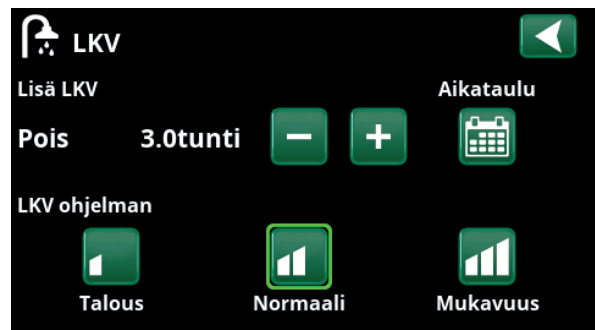 LKV
Lisä LKV
Aikataulu
Pois 3.0tunti
LKV ohjelman
Talous Normaali Mukavuus